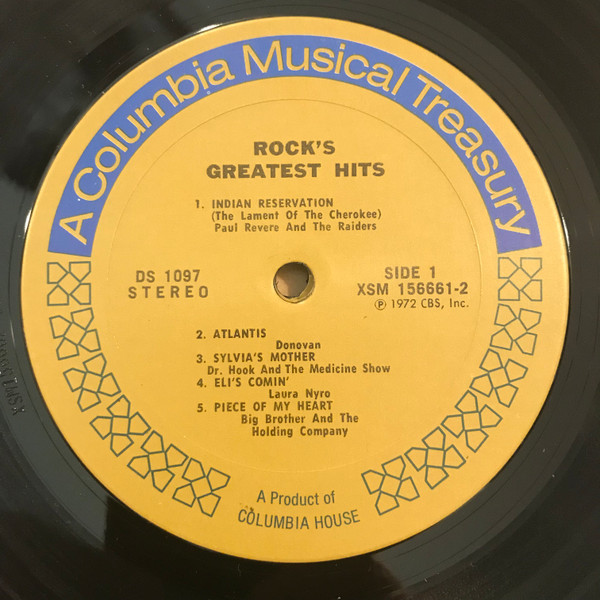 A Columbia Musical Treasury
ROCK'S
GREATEST HITS
1. INDIAN RESERVATION
(The Lament Of The Cherokee)
Paul Revere And The Raiders
DS 1097
STEREO
SIDE 1
XSM 156661-2
Ⓟ 1972 CBS, Inc.
2. ATLANTIS
Donovan
3. SYLVIA'S MOTHER
Dr. Hook And The Medicine Show
4. ELI'S COMIN'
Laura Nyro
5. PIECE OF MY HEART
Big Brother And The
Holding Company
A Product of
COLUMBIA HOUSE